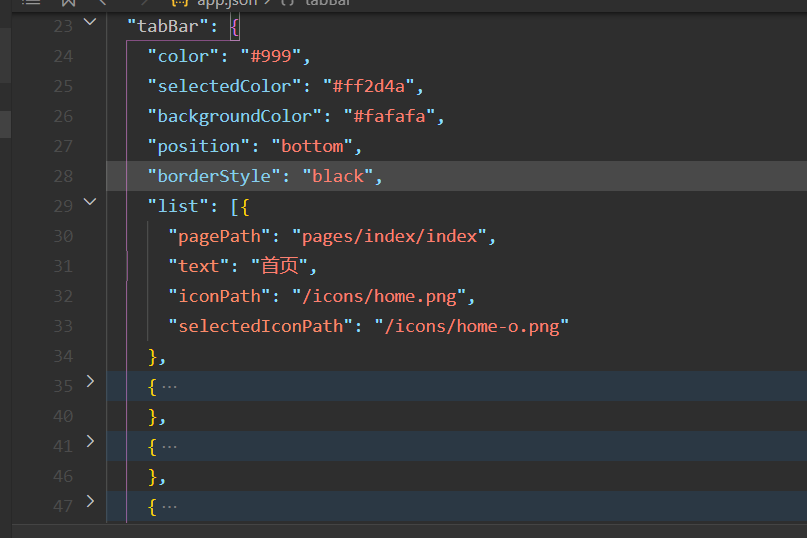 app.json > {} tabBar
23 "tabBar": {
24 "color": "#999",
25 "selectedColor": "#ff2d4a",
26 "backgroundColor": "#fafafa",
27 "position": "bottom",
28 "borderStyle": "black",
29 "list": [{
30 "pagePath": "pages/index/index",
31 "text": "首页",
32 "iconPath": "/icons/home.png",
33 "selectedIconPath": "/icons/home-o.png"
34 },
35 { ...
40 },
41 { ...
46 },
47 { ...